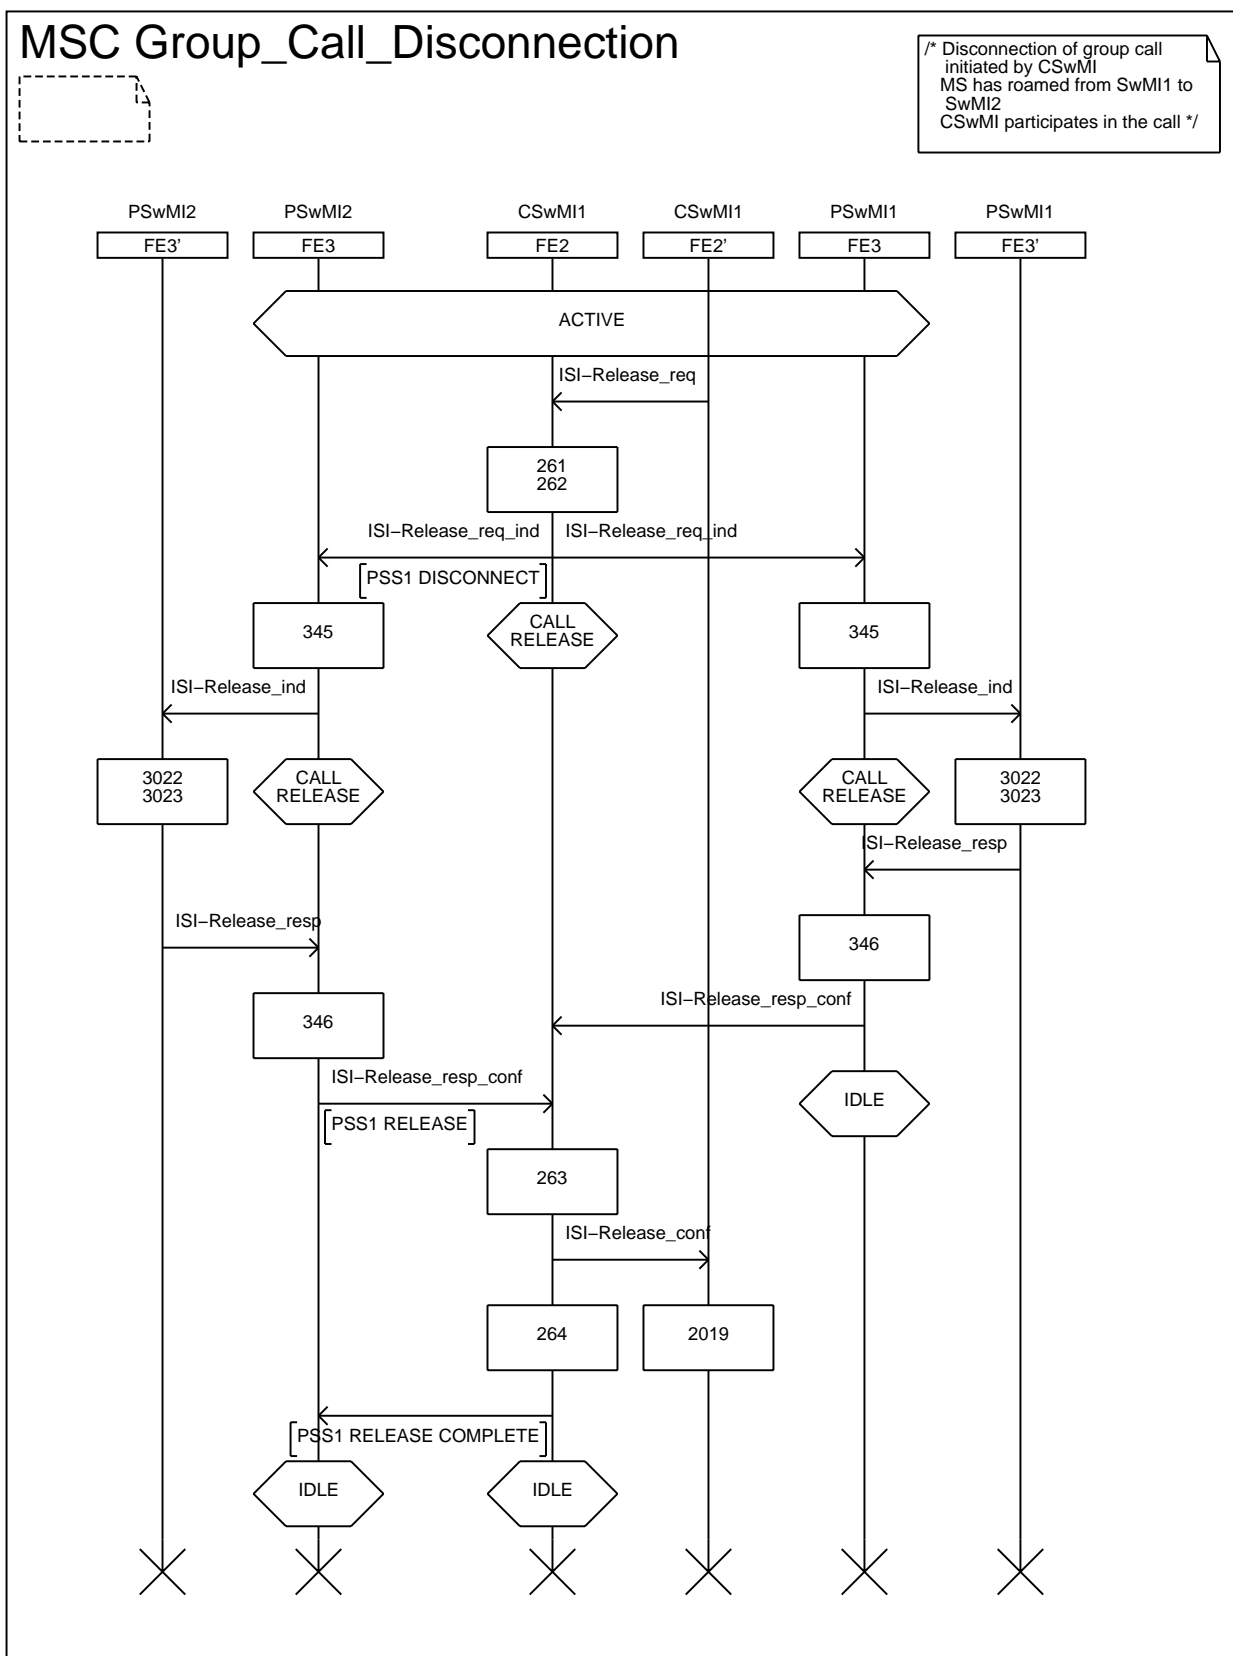 MSC Group_Call_Disconnection
/* Disconnection of group call
initiated by CSwMI
MS has roamed from SwMI1 to
SwMI2
CSwMI participates in the call */
PSwMI2 PSwMI2 CSwMI1 CSwMI1 PSwMI1 PSwMI1
FE3' FE3 FE2 FE2' FE3 FE3'
ACTIVE
ISI−Release_req
261
262
ISI−Release_req_ind ISI−Release_req_ind
PSS1 DISCONNECT
345
CALL
RELEASE
345
ISI−Release_ind ISI−Release_ind
3022
3023
CALL
RELEASE
CALL
RELEASE
3022
3023
ISI−Release_resp
ISI−Release_resp
346
ISI−Release_resp_conf
346
ISI−Release_resp_conf
IDLE
PSS1 RELEASE
263
ISI−Release_conf
264 2019
PSS1 RELEASE COMPLETE
IDLE IDLE